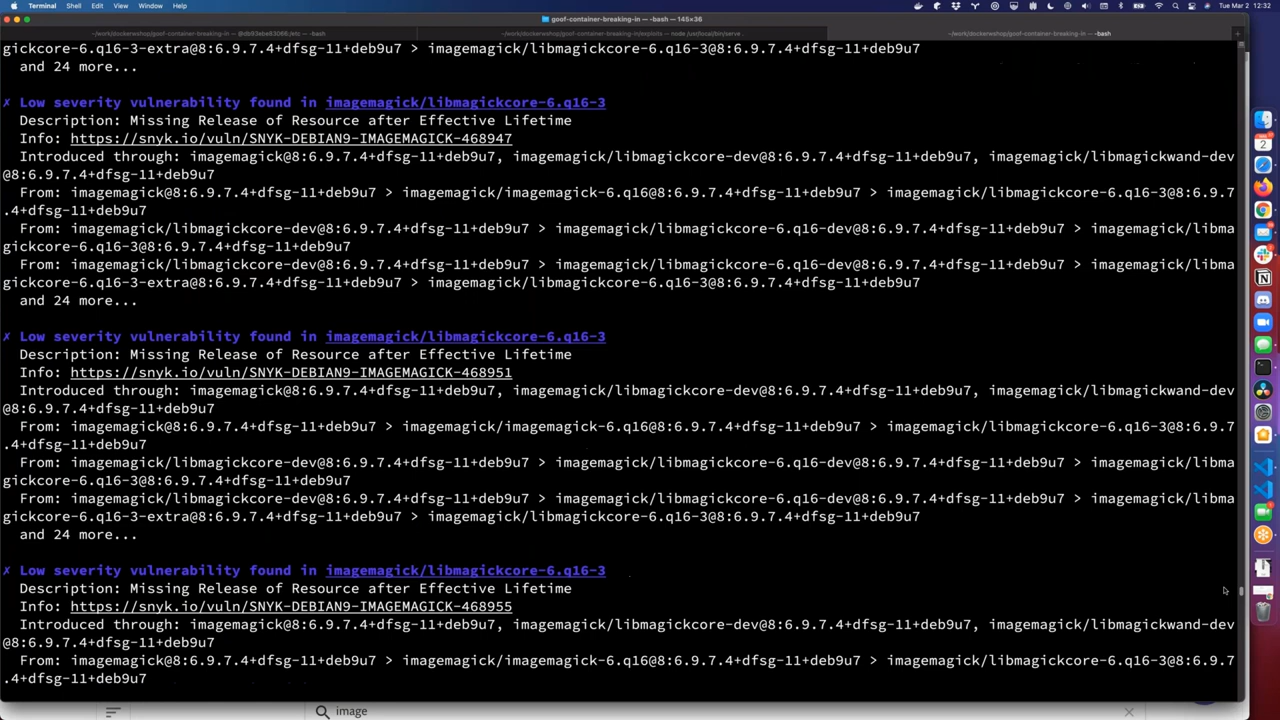 Terminal Shell Edit View Window Help
Tue Mar 2 12:32
goof-container-breaking-in — -bash — 145×36
~/work/dockerwshop/goof-container-breaking-in — -bash
gickcore-6.q16-3-extra@8:6.9.7.4+dfsg-11+deb9u7 > imagemagick/libmagickcore-6.q16-3@8:6.9.7.4+dfsg-11+deb9u7
and 24 more...
✗ Low severity vulnerability found in imagemagick/libmagickcore-6.q16-3
Description: Missing Release of Resource after Effective Lifetime
Info: https://snyk.io/vuln/SNYK-DEBIAN9-IMAGEMAGICK-468947
Introduced through: imagemagick@8:6.9.7.4+dfsg-11+deb9u7, imagemagick/libmagickcore-dev@8:6.9.7.4+dfsg-11+deb9u7, imagemagick/libmagickwand-dev
@8:6.9.7.4+dfsg-11+deb9u7
From: imagemagick@8:6.9.7.4+dfsg-11+deb9u7 > imagemagick/imagemagick-6.q16@8:6.9.7.4+dfsg-11+deb9u7 > imagemagick/libmagickcore-6.q16-3@8:6.9.7
.4+dfsg-11+deb9u7
From: imagemagick/libmagickcore-dev@8:6.9.7.4+dfsg-11+deb9u7 > imagemagick/libmagickcore-6.q16-dev@8:6.9.7.4+dfsg-11+deb9u7 > imagemagick/libma
gickcore-6.q16-3@8:6.9.7.4+dfsg-11+deb9u7
From: imagemagick/libmagickcore-dev@8:6.9.7.4+dfsg-11+deb9u7 > imagemagick/libmagickcore-6.q16-dev@8:6.9.7.4+dfsg-11+deb9u7 > imagemagick/libma
gickcore-6.q16-3-extra@8:6.9.7.4+dfsg-11+deb9u7 > imagemagick/libmagickcore-6.q16-3@8:6.9.7.4+dfsg-11+deb9u7
and 24 more...
✗ Low severity vulnerability found in imagemagick/libmagickcore-6.q16-3
Description: Missing Release of Resource after Effective Lifetime
Info: https://snyk.io/vuln/SNYK-DEBIAN9-IMAGEMAGICK-468951
Introduced through: imagemagick@8:6.9.7.4+dfsg-11+deb9u7, imagemagick/libmagickcore-dev@8:6.9.7.4+dfsg-11+deb9u7, imagemagick/libmagickwand-dev
@8:6.9.7.4+dfsg-11+deb9u7
From: imagemagick@8:6.9.7.4+dfsg-11+deb9u7 > imagemagick/imagemagick-6.q16@8:6.9.7.4+dfsg-11+deb9u7 > imagemagick/libmagickcore-6.q16-3@8:6.9.7
.4+dfsg-11+deb9u7
From: imagemagick/libmagickcore-dev@8:6.9.7.4+dfsg-11+deb9u7 > imagemagick/libmagickcore-6.q16-dev@8:6.9.7.4+dfsg-11+deb9u7 > imagemagick/libma
gickcore-6.q16-3@8:6.9.7.4+dfsg-11+deb9u7
From: imagemagick/libmagickcore-dev@8:6.9.7.4+dfsg-11+deb9u7 > imagemagick/libmagickcore-6.q16-dev@8:6.9.7.4+dfsg-11+deb9u7 > imagemagick/libma
gickcore-6.q16-3-extra@8:6.9.7.4+dfsg-11+deb9u7 > imagemagick/libmagickcore-6.q16-3@8:6.9.7.4+dfsg-11+deb9u7
and 24 more...
✗ Low severity vulnerability found in imagemagick/libmagickcore-6.q16-3
Description: Missing Release of Resource after Effective Lifetime
Info: https://snyk.io/vuln/SNYK-DEBIAN9-IMAGEMAGICK-468955
Introduced through: imagemagick@8:6.9.7.4+dfsg-11+deb9u7, imagemagick/libmagickcore-dev@8:6.9.7.4+dfsg-11+deb9u7, imagemagick/libmagickwand-dev
@8:6.9.7.4+dfsg-11+deb9u7
From: imagemagick@8:6.9.7.4+dfsg-11+deb9u7 > imagemagick/imagemagick-6.q16@8:6.9.7.4+dfsg-11+deb9u7 > imagemagick/libmagickcore-6.q16-3@8:6.9.7
.4+dfsg-11+deb9u7
image